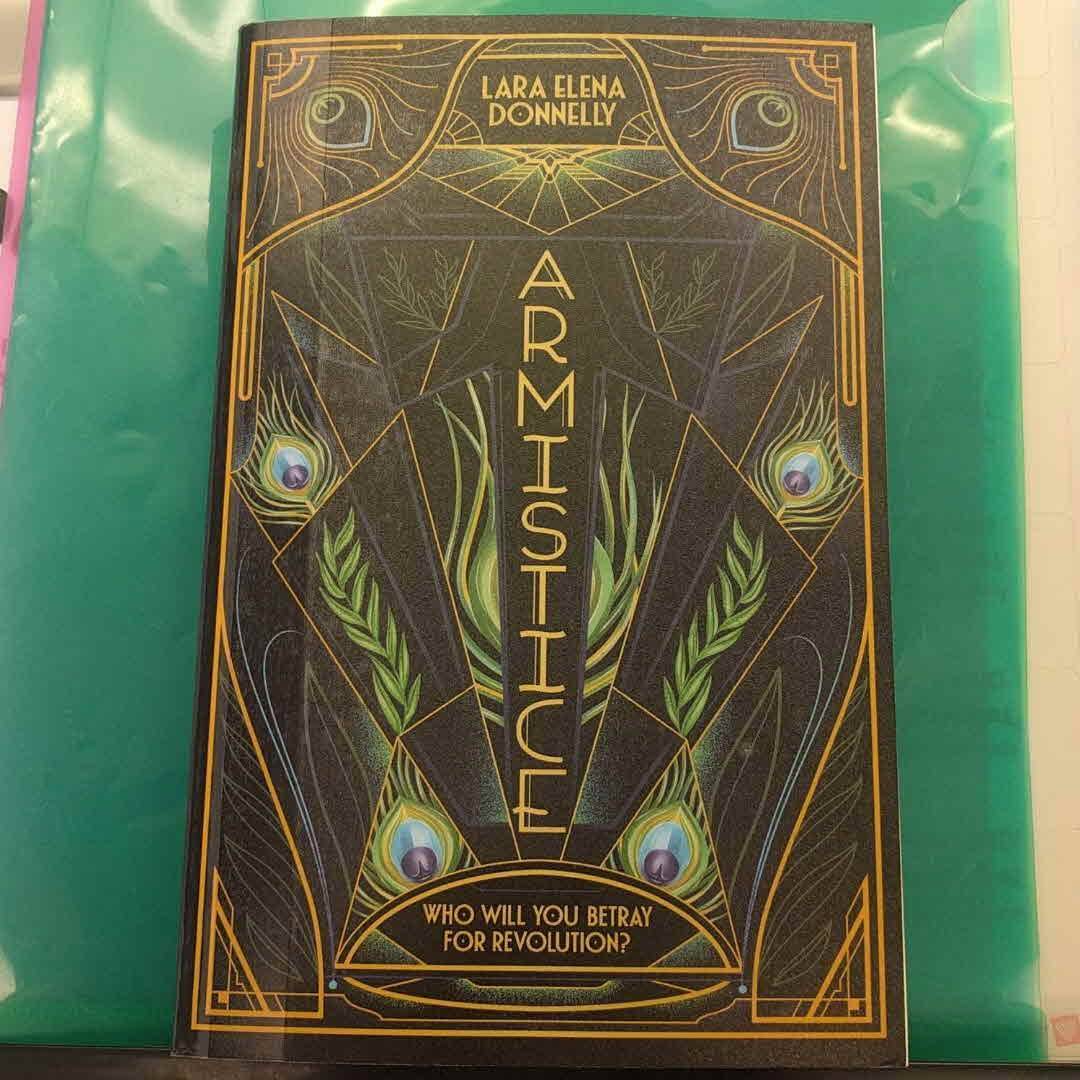 LARA ELENA
DONNELLY
ARMISTICE
WHO WILL YOU BETRAY
FOR REVOLUTION?